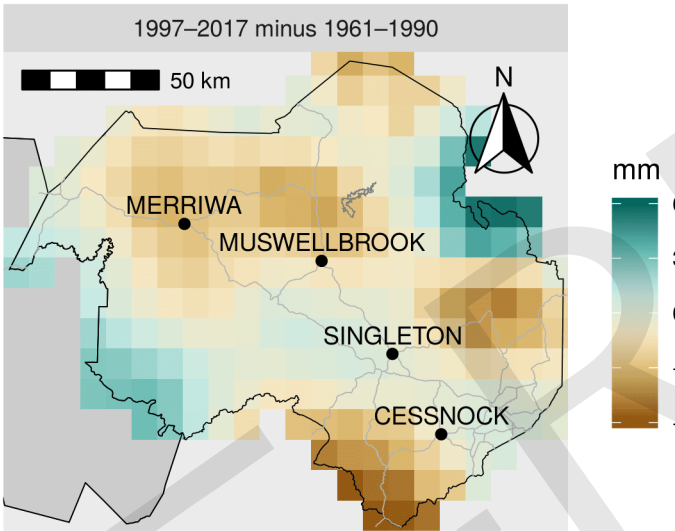 1997–2017 minus 1961–1990
50 km
N
mm
MERRIWA
MUSWELLBROOK
SINGLETON
CESSNOCK